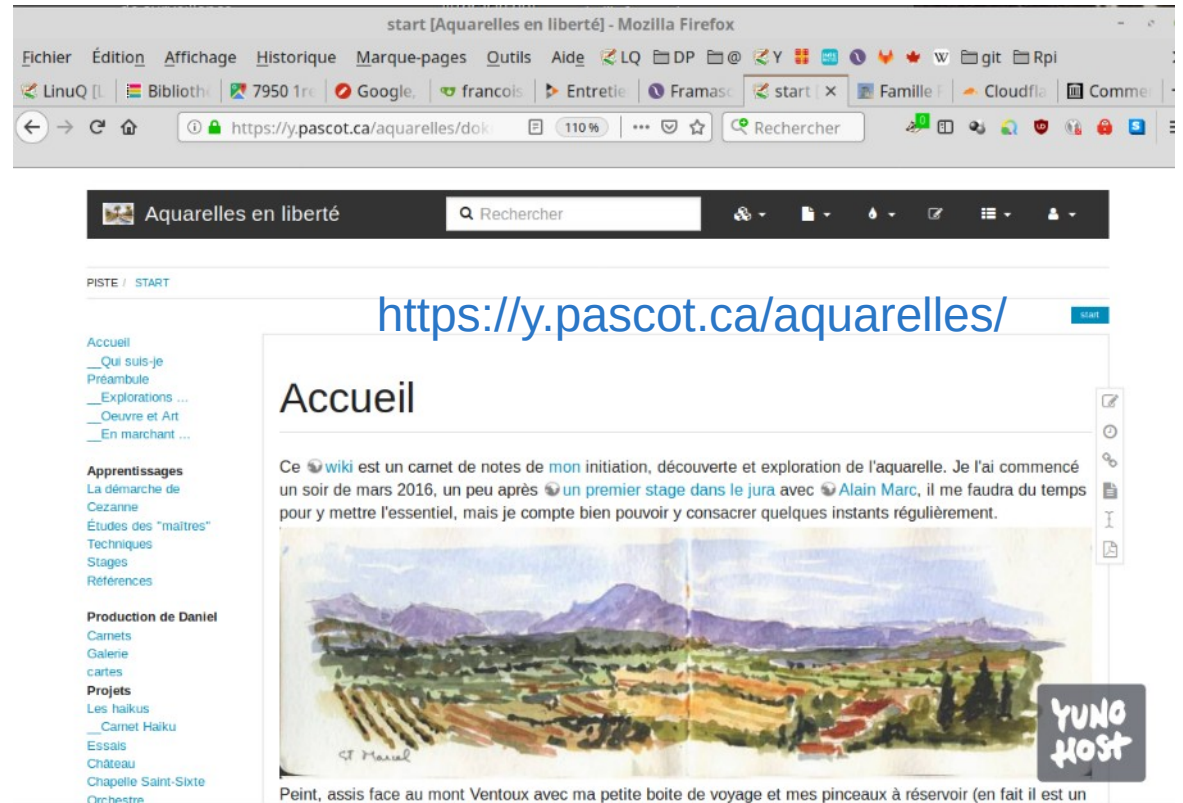 start [Aquarelles en liberté] - Mozilla Firefox
Fichier Édition Affichage Historique Marque-pages Outils Aide LQ DP @ Y W git Rpi
LinuQ [L Biblioth 7950 1re Google, francois Entretie Framaso start [ × Famille F Cloudfla Comme
https://y.pascot.ca/aquarelles/dok 110 % Rechercher 0
Aquarelles en liberté Rechercher
PISTE / START
https://y.pascot.ca/aquarelles/
start
Accueil
__Qui suis-je
Préambule
__Explorations ...
__Oeuvre et Art
__En marchant ...
Apprentissages
La démarche de
Cezanne
Études des "maîtres"
Techniques
Stages
Références
Production de Daniel
Carnets
Galerie
cartes
Projets
Les haikus
__Carnet Haiku
Essais
Château
Chapelle Saint-Sixte
Orchestre
Accueil
Ce wiki est un carnet de notes de mon initiation, découverte et exploration de l'aquarelle. Je l'ai commencé
un soir de mars 2016, un peu après un premier stage dans le jura avec Alain Marc, il me faudra du temps
pour y mettre l'essentiel, mais je compte bien pouvoir y consacrer quelques instants régulièrement.
St Marcel
YUNO
HOST
Peint, assis face au mont Ventoux avec ma petite boite de voyage et mes pinceaux à réservoir (en fait il est un